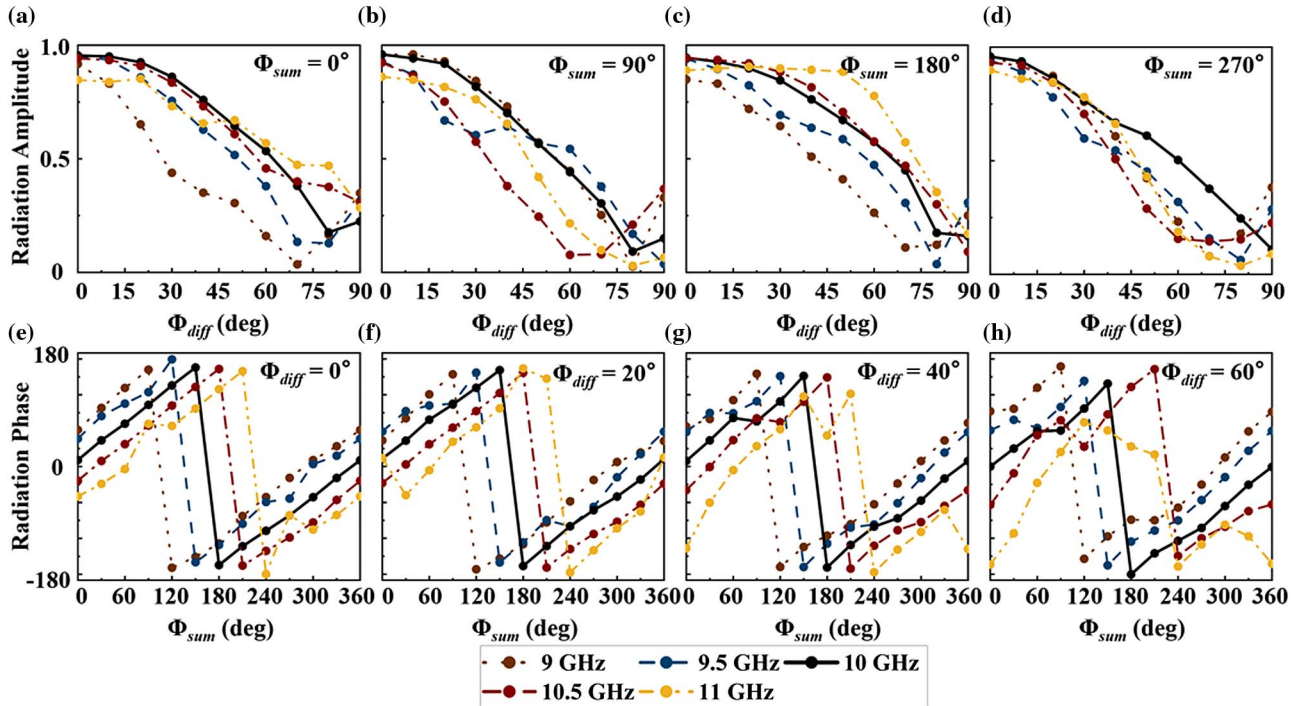 (a) (b) (c) (d)
Radiation Amplitude
1.0
0.5
0
Φsum = 0° Φsum = 90° Φsum = 180° Φsum = 270°
0 15 30 45 60 75 90 0 15 30 45 60 75 90 0 15 30 45 60 75 90 0 15 30 45 60 75 90
Φdiff (deg) Φdiff (deg) Φdiff (deg) Φdiff (deg)
(e) (f) (g) (h)
Radiation Phase
180
0
-180
Φdiff = 0° Φdiff = 20° Φdiff = 40° Φdiff = 60°
0 60 120 180 240 300 360 0 60 120 180 240 300 360 0 60 120 180 240 300 360 0 60 120 180 240 300 360
Φsum (deg) Φsum (deg) Φsum (deg) Φsum (deg)
9 GHz 9.5 GHz 10 GHz
10.5 GHz 11 GHz